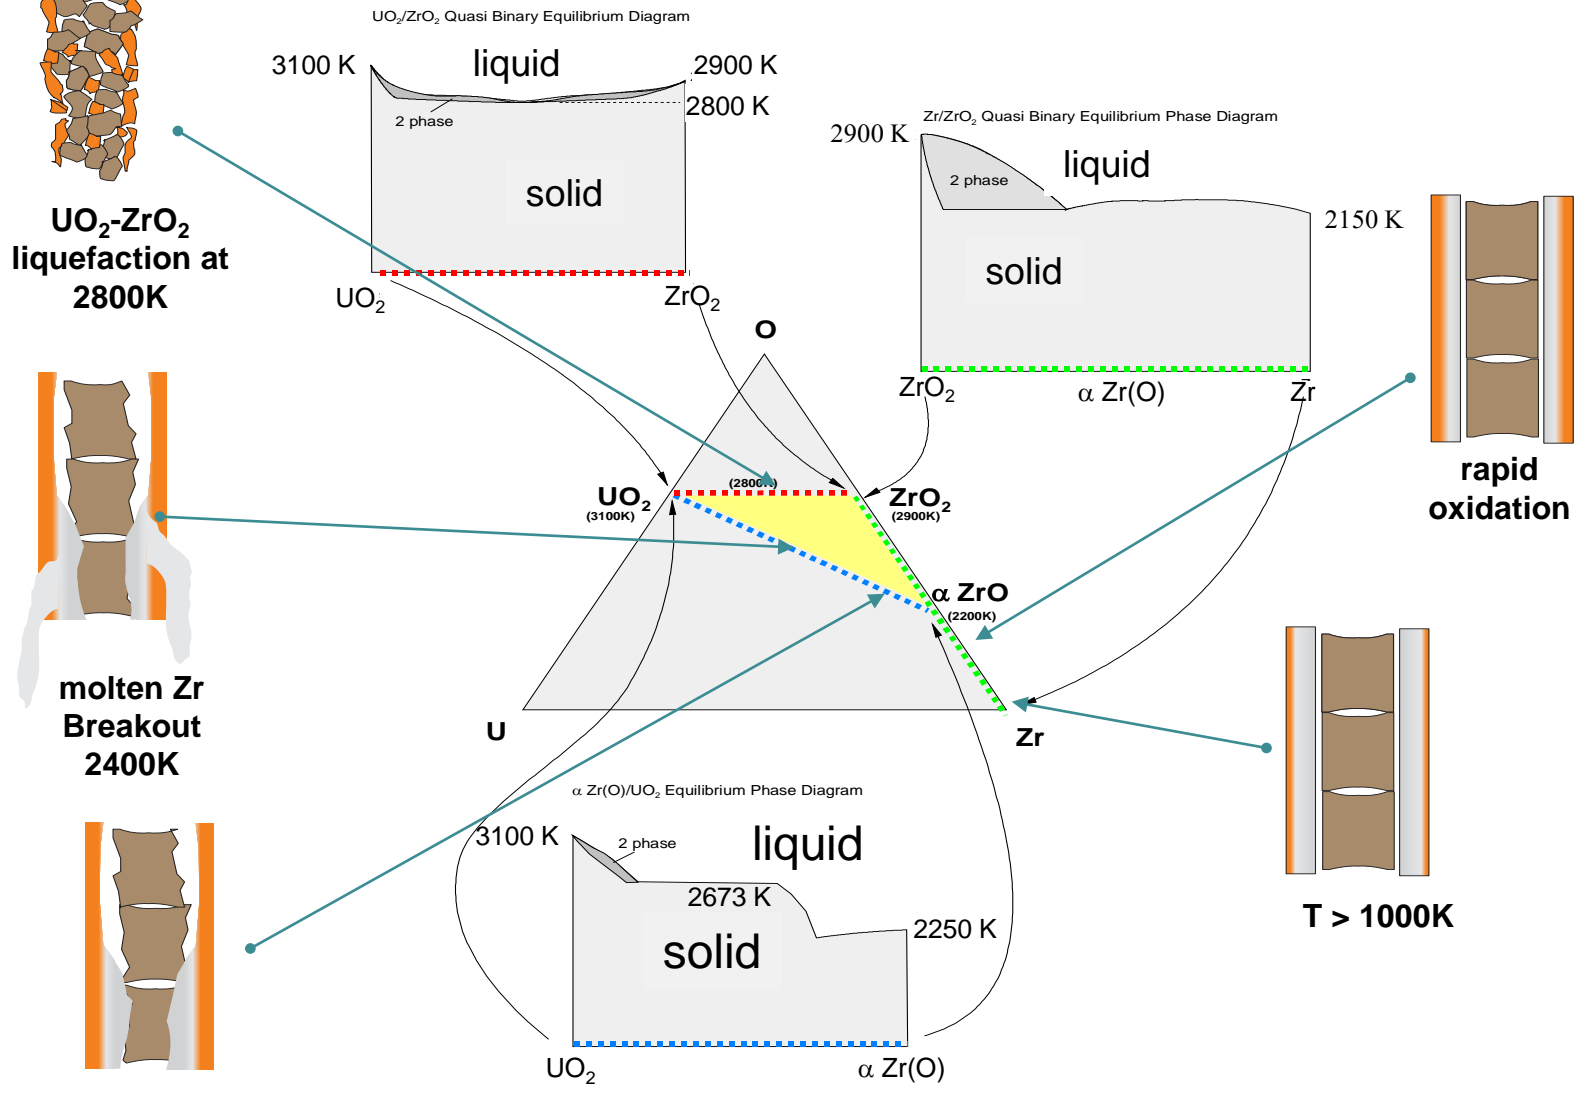 UO₂/ZrO₂ Quasi Binary Equilibrium Diagram
3100 K
liquid
2900 K
2800 K
2 phase
solid
UO₂
ZrO₂
Zr/ZrO₂ Quasi Binary Equilibrium Phase Diagram
2900 K
liquid
2 phase
2150 K
solid
ZrO₂
α Zr(O)
Zr
UO₂-ZrO₂
liquefaction at
2800K
O
UO₂
(3100K)
(2800K)
ZrO₂
(2900K)
α ZrO
(2200K)
U
Zr
rapid
oxidation
molten Zr
Breakout
2400K
T > 1000K
α Zr(O)/UO₂ Equilibrium Phase Diagram
3100 K
2 phase
liquid
2673 K
2250 K
solid
UO₂
α Zr(O)